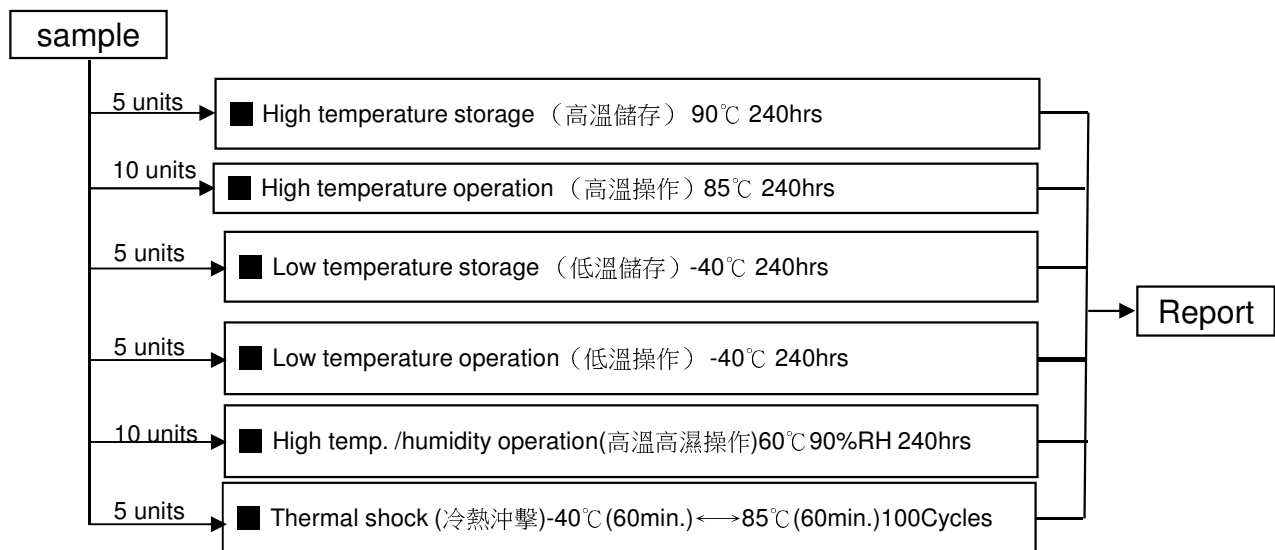 sample
5 units
■ High temperature storage （高溫儲存） 90℃ 240hrs
10 units
■ High temperature operation （高溫操作）85℃ 240hrs
5 units
■ Low temperature storage （低溫儲存）-40℃ 240hrs
5 units
■ Low temperature operation（低溫操作） -40℃ 240hrs
10 units
■ High temp. /humidity operation(高溫高濕操作)60℃90%RH 240hrs
5 units
■ Thermal shock (冷熱沖擊)-40℃(60min.)←→85℃(60min.)100Cycles
Report